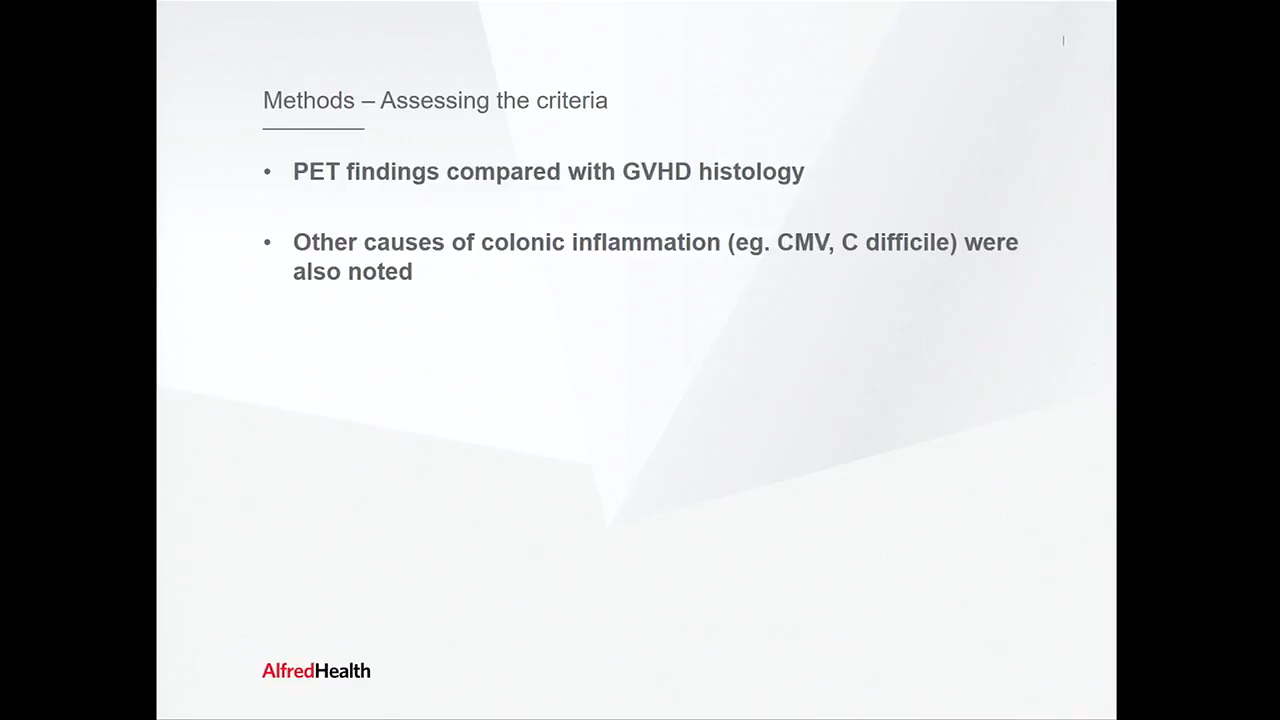 Methods – Assessing the criteria
• PET findings compared with GVHD histology
• Other causes of colonic inflammation (eg. CMV, C difficile) were
also noted
AlfredHealth